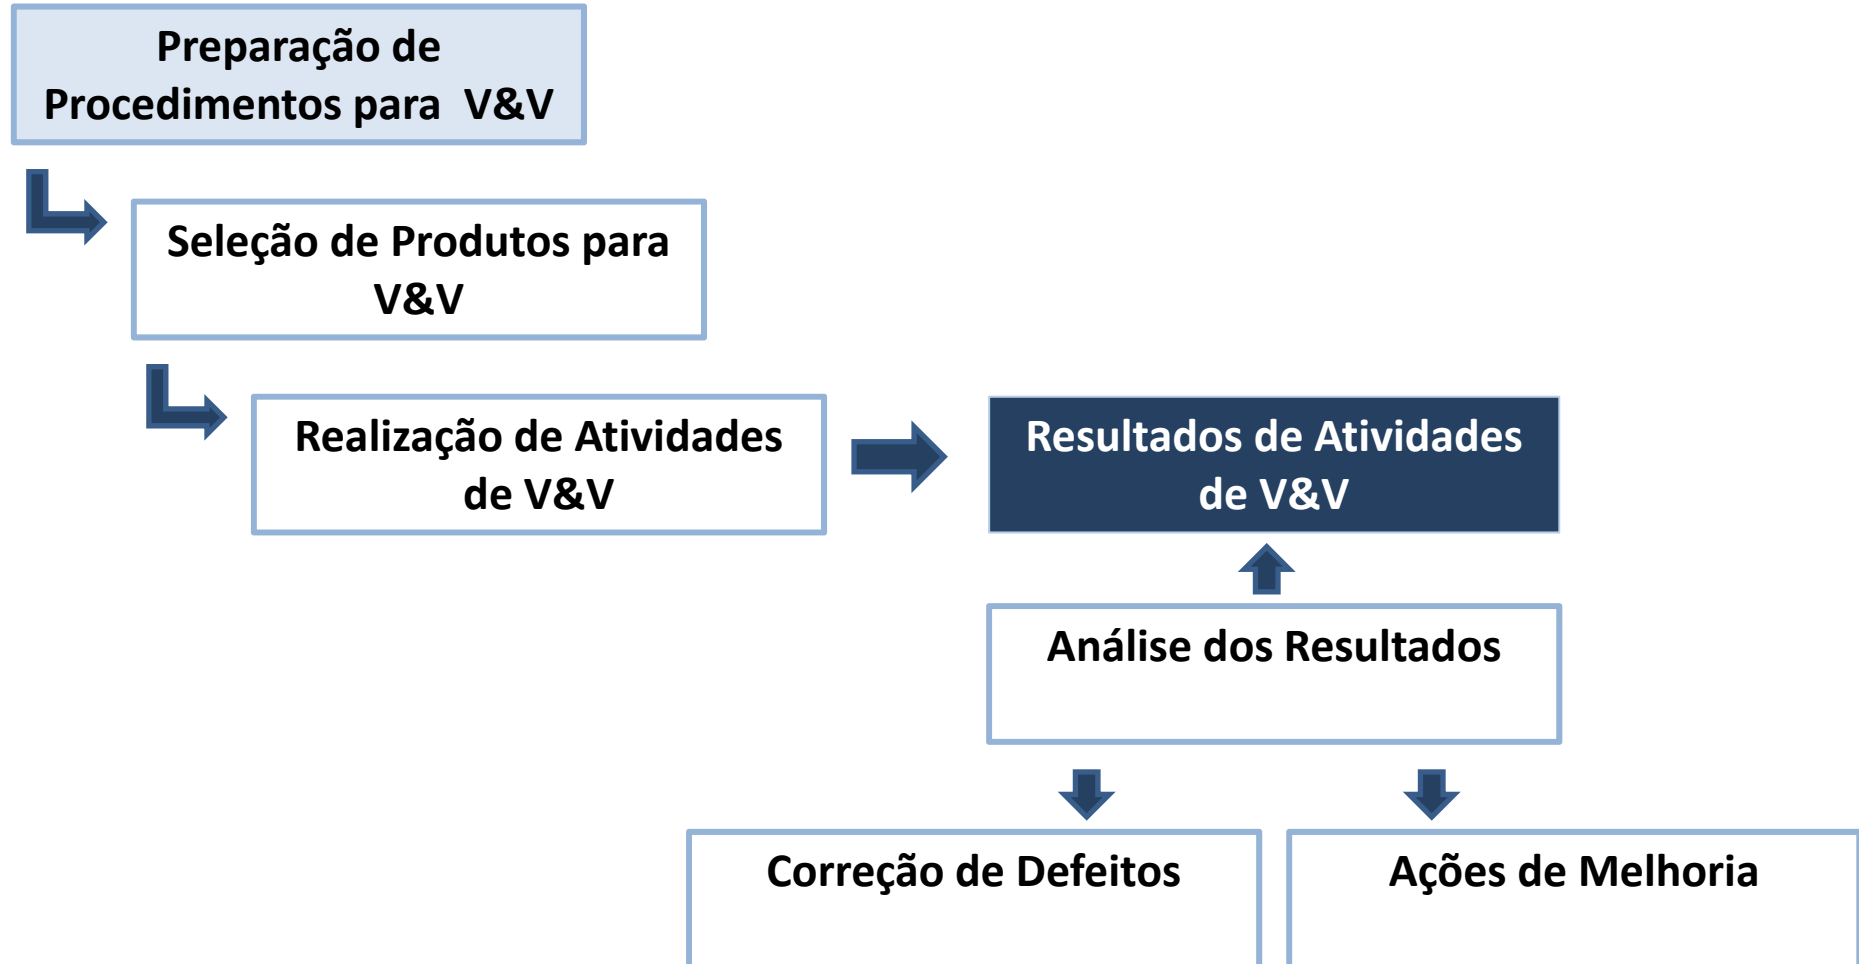 Preparação de
Procedimentos para V&V
Seleção de Produtos para
V&V
Realização de Atividades
de V&V
Resultados de Atividades
de V&V
Análise dos Resultados
Correção de Defeitos
Ações de Melhoria